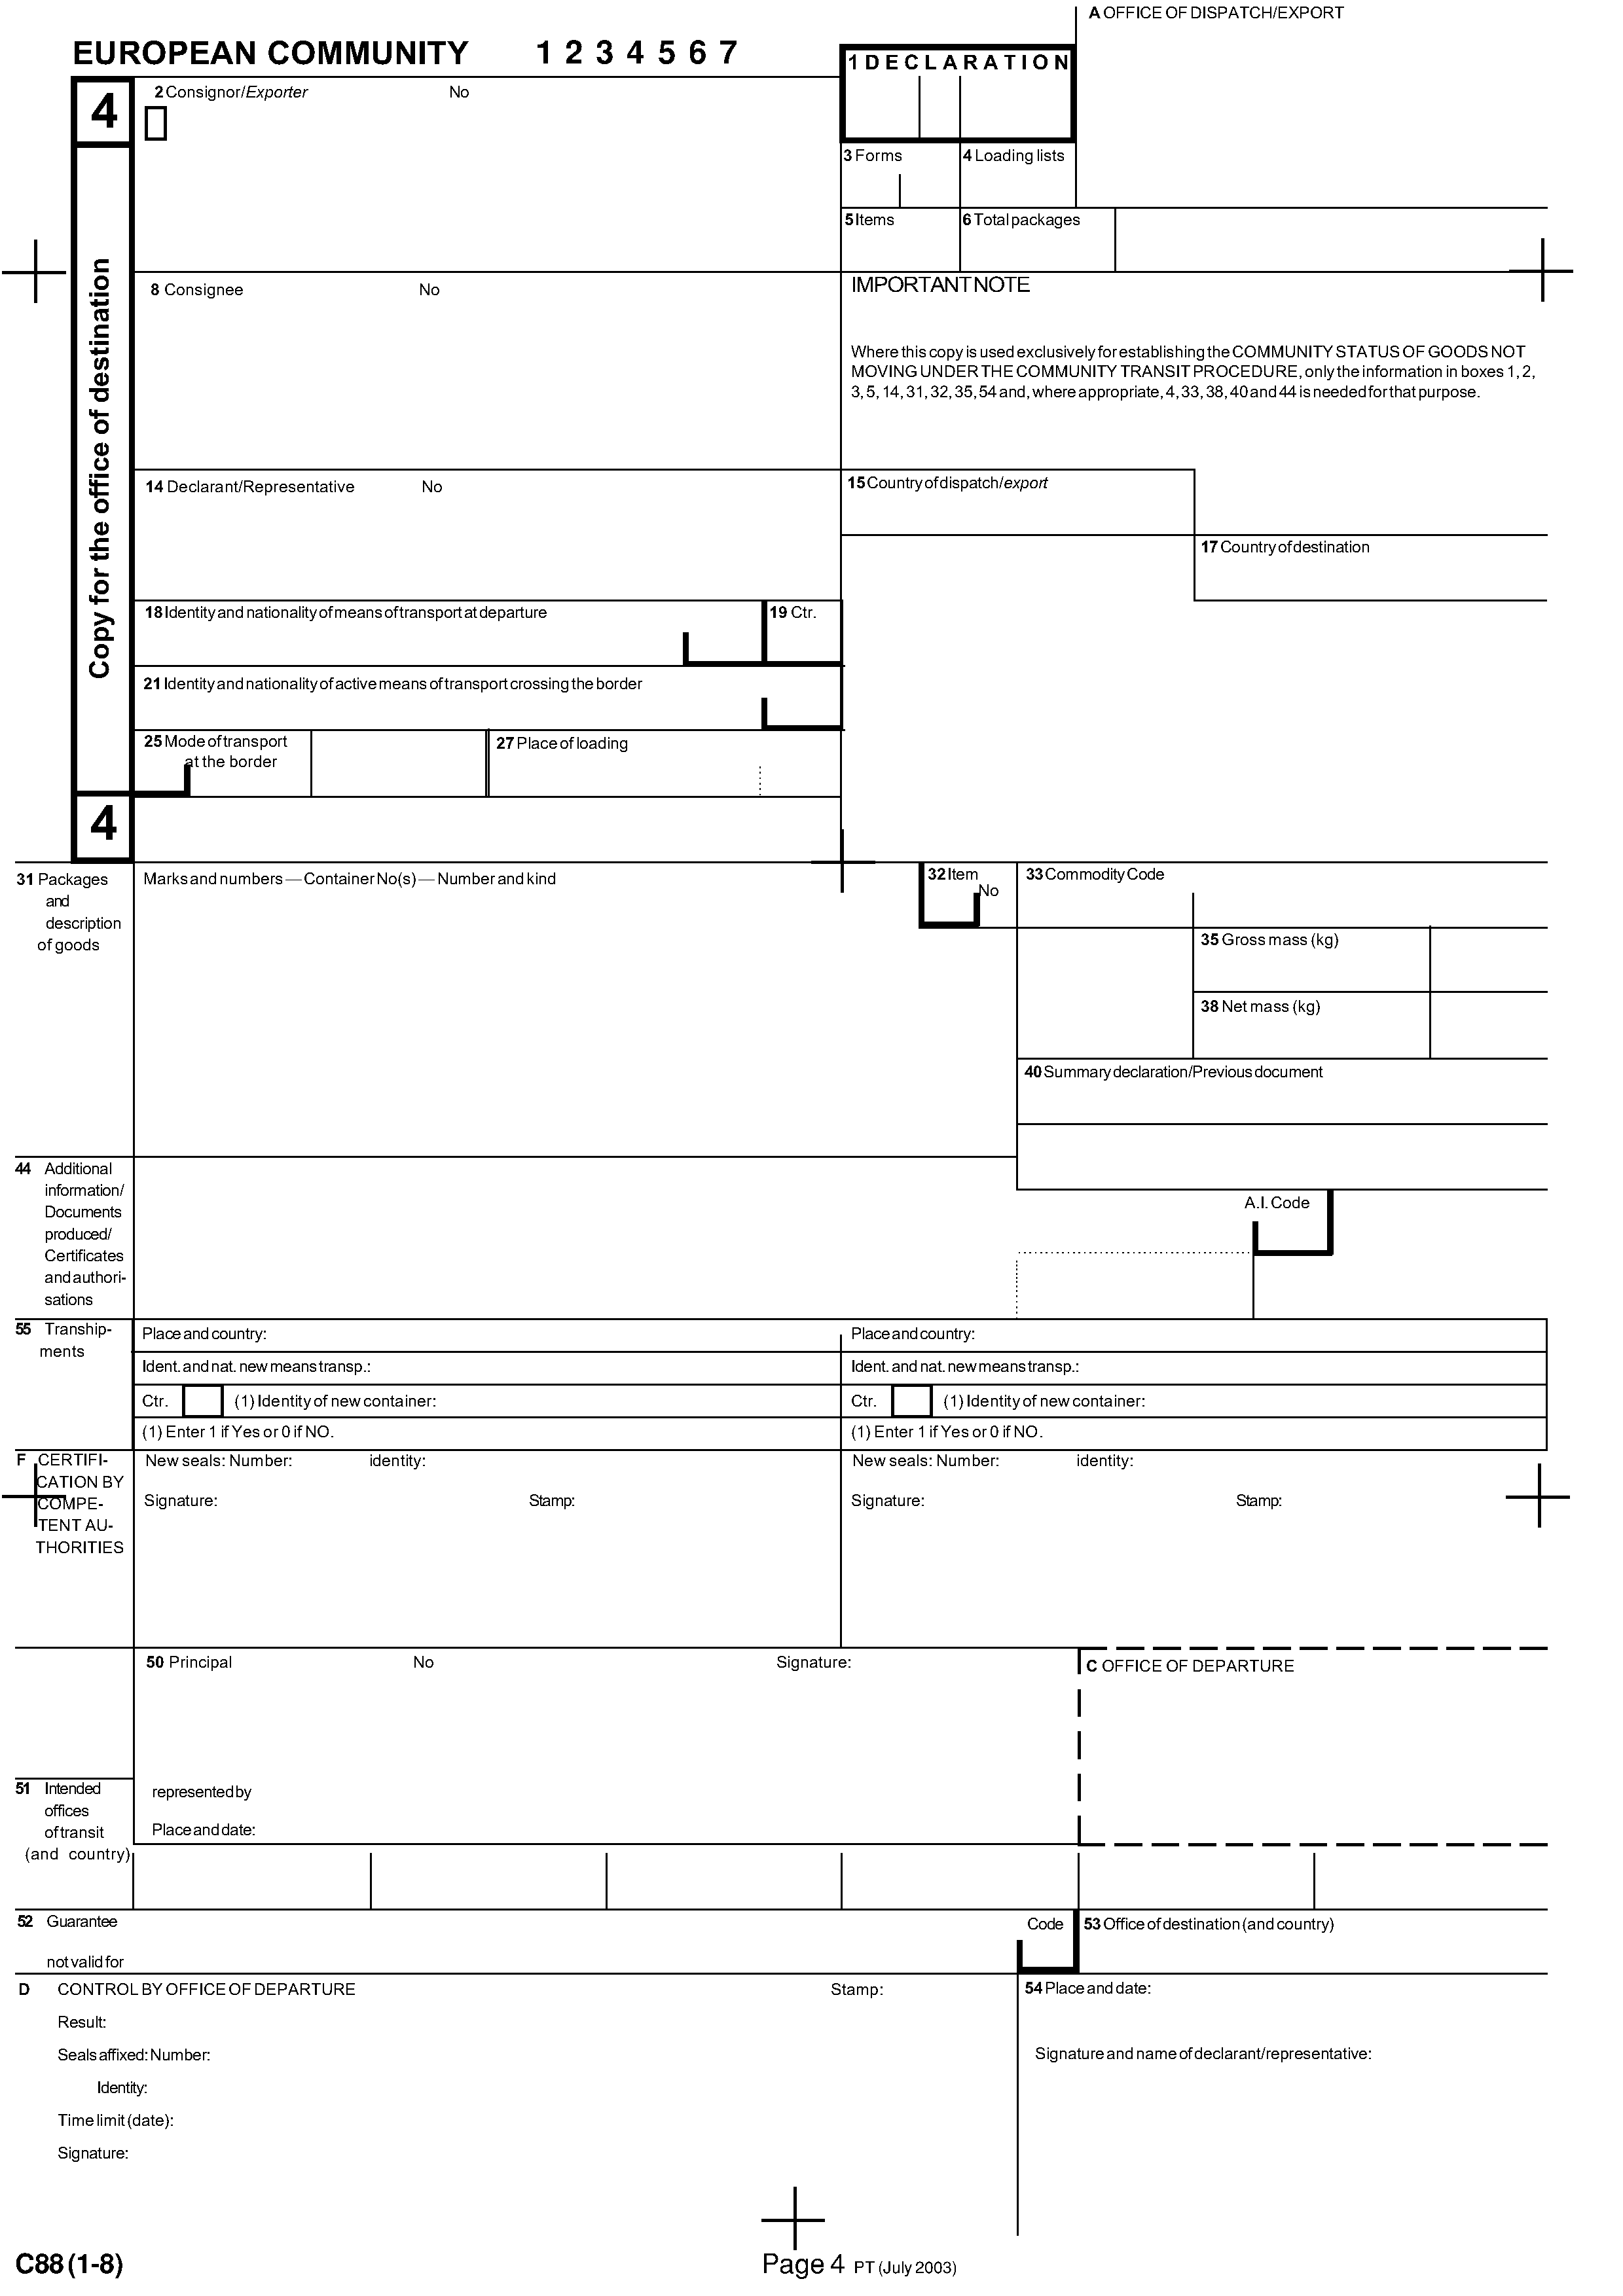 A OFFICE OF DISPATCH/EXPORT
EUROPEAN COMMUNITY 1 2 3 4 5 6 7
1 DECLARATION
4
2 Consignor/Exporter No
3 Forms 4 Loading lists
5 Items 6 Total packages
Copy for the office of destination
8 Consignee No
IMPORTANT NOTE
Where this copy is used exclusively for establishing the COMMUNITY STATUS OF GOODS NOT
MOVING UNDER THE COMMUNITY TRANSIT PROCEDURE, only the information in boxes 1, 2,
3, 5, 14, 31, 32, 35, 54 and, where appropriate, 4, 33, 38, 40 and 44 is needed for that purpose.
14 Declarant/Representative No
15 Country of dispatch/export
17 Country of destination
18 Identity and nationality of means of transport at departure
19 Ctr.
21 Identity and nationality of active means of transport crossing the border
25 Mode of transport
at the border
27 Place of loading
4
31 Packages
and
description
of goods
Marks and numbers — Container No(s) — Number and kind
32 Item
No
33 Commodity Code
35 Gross mass (kg)
38 Net mass (kg)
40 Summary declaration/Previous document
44 Additional
information/
Documents
produced/
Certificates
and authori-
sations
A.I. Code
55 Tranship-
ments
Place and country: Place and country:
Ident. and nat. new means transp.: Ident. and nat. new means transp.:
Ctr. (1) Identity of new container: Ctr. (1) Identity of new container:
(1) Enter 1 if Yes or 0 if NO. (1) Enter 1 if Yes or 0 if NO.
F CERTIFI-
CATION BY
COMPE-
TENT AU-
THORITIES
New seals: Number: identity: New seals: Number: identity:
Signature: Stamp: Signature: Stamp:
50 Principal No Signature:
C OFFICE OF DEPARTURE
represented by
Place and date:
51 Intended
offices
of transit
(and country)
52 Guarantee
not valid for
Code
53 Office of destination (and country)
D CONTROL BY OFFICE OF DEPARTURE Stamp:
Result:
Seals affixed: Number:
Identity:
Time limit (date):
Signature:
54 Place and date:
Signature and name of declarant/representative:
C88 (1-8) Page 4 PT (July 2003)